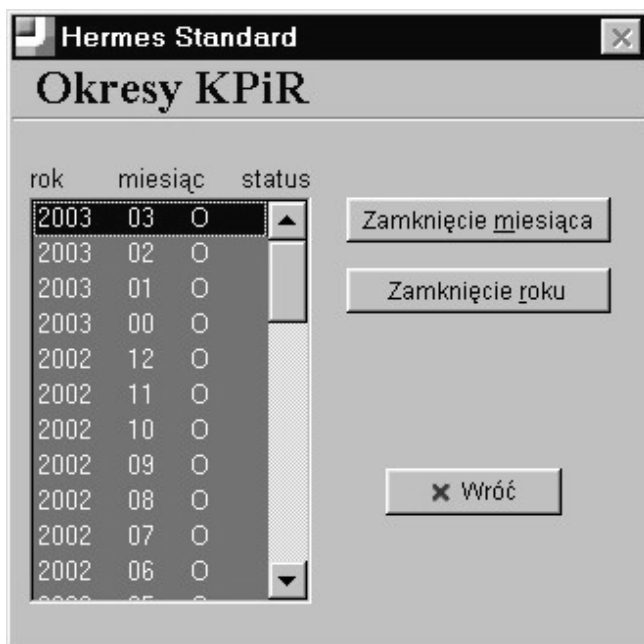 Hermes Standard
Okresy KPiR
rok miesiąc status
2003 03 O
2003 02 O
2003 01 O
2003 00 O
2002 12 O
2002 11 O
2002 10 O
2002 09 O
2002 08 O
2002 07 O
2002 06 O
Zamknięcie miesiąca
Zamknięcie roku
Wróć